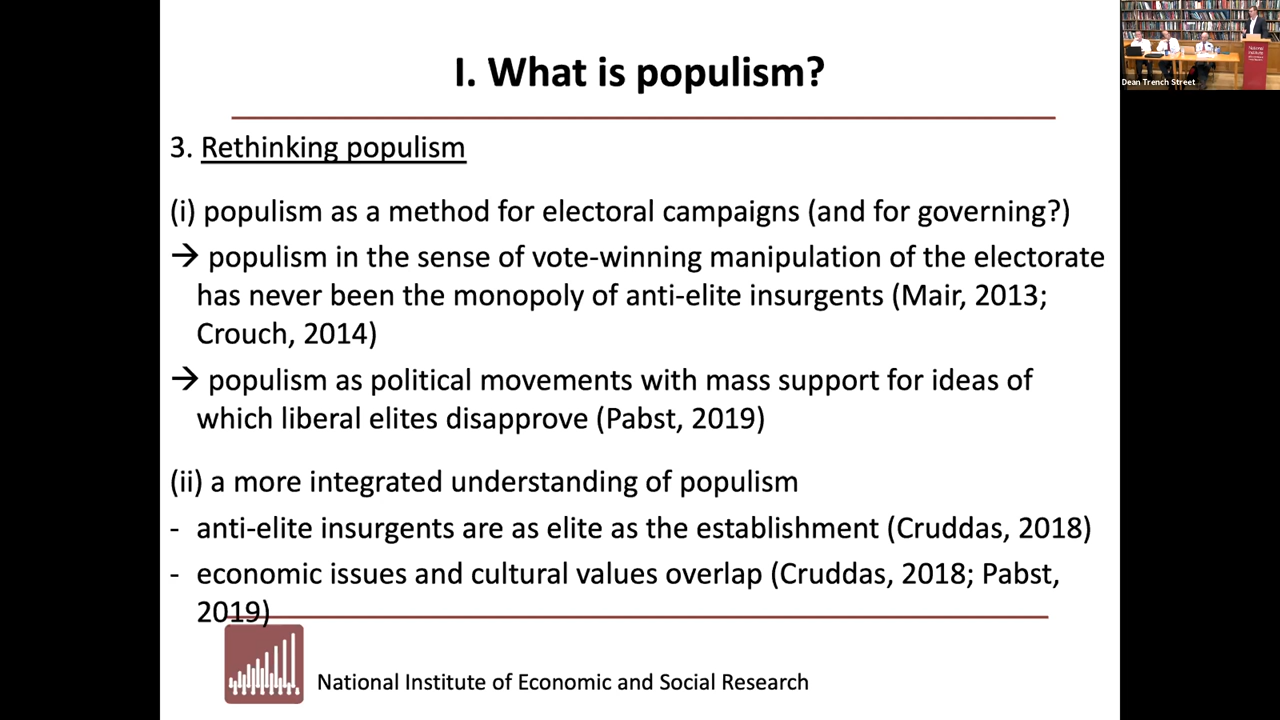 I. What is populism?
3. Rethinking populism
(i) populism as a method for electoral campaigns (and for governing?)
→ populism in the sense of vote-winning manipulation of the electorate
has never been the monopoly of anti-elite insurgents (Mair, 2013;
Crouch, 2014)
→ populism as political movements with mass support for ideas of
which liberal elites disapprove (Pabst, 2019)
(ii) a more integrated understanding of populism
- anti-elite insurgents are as elite as the establishment (Cruddas, 2018)
- economic issues and cultural values overlap (Cruddas, 2018; Pabst,
2019)
National Institute of Economic and Social Research
Dean Trench Street
National
Institute